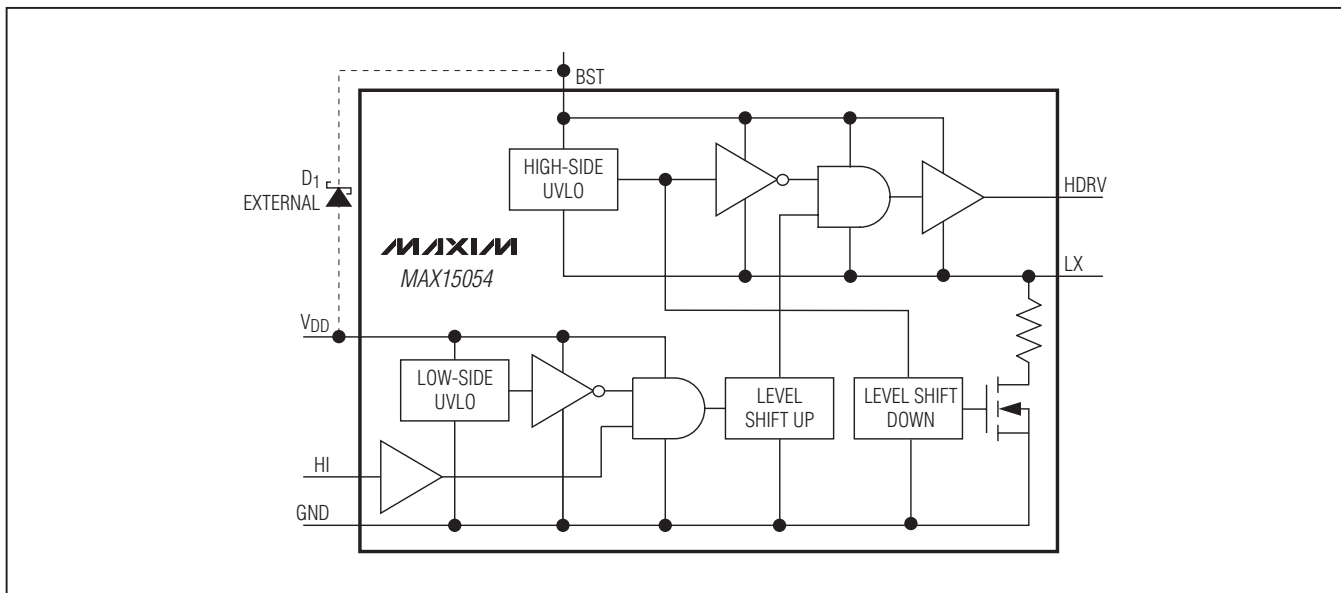 BST
HIGH-SIDE
UVLO
HDRV
D1
EXTERNAL
MAXIM
MAX15054
LX
VDD
LOW-SIDE
UVLO
LEVEL
SHIFT UP
LEVEL SHIFT
DOWN
HI
GND